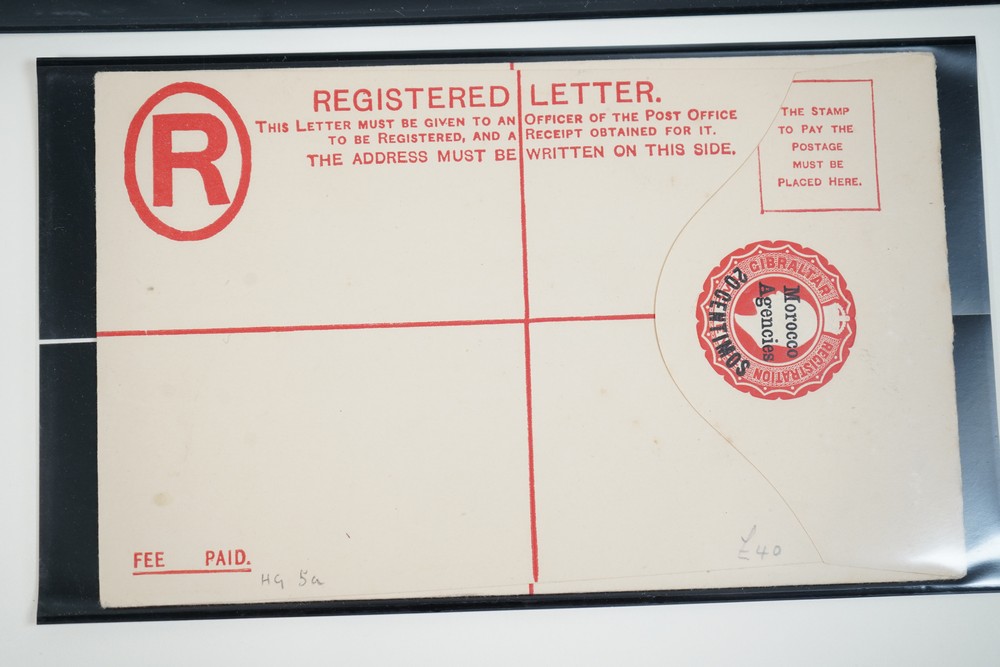 R
REGISTERED LETTER.
THIS LETTER MUST BE GIVEN TO AN OFFICER OF THE POST OFFICE
TO BE REGISTERED, AND A RECEIPT OBTAINED FOR IT.
THE ADDRESS MUST BE WRITTEN ON THIS SIDE.
THE STAMP
TO PAY THE
POSTAGE
MUST BE
PLACED HERE.
GIBRALTAR
REGISTRATION
Morocco
Agencies
20 CENTIMOS
FEE PAID.
HG 5a
£40